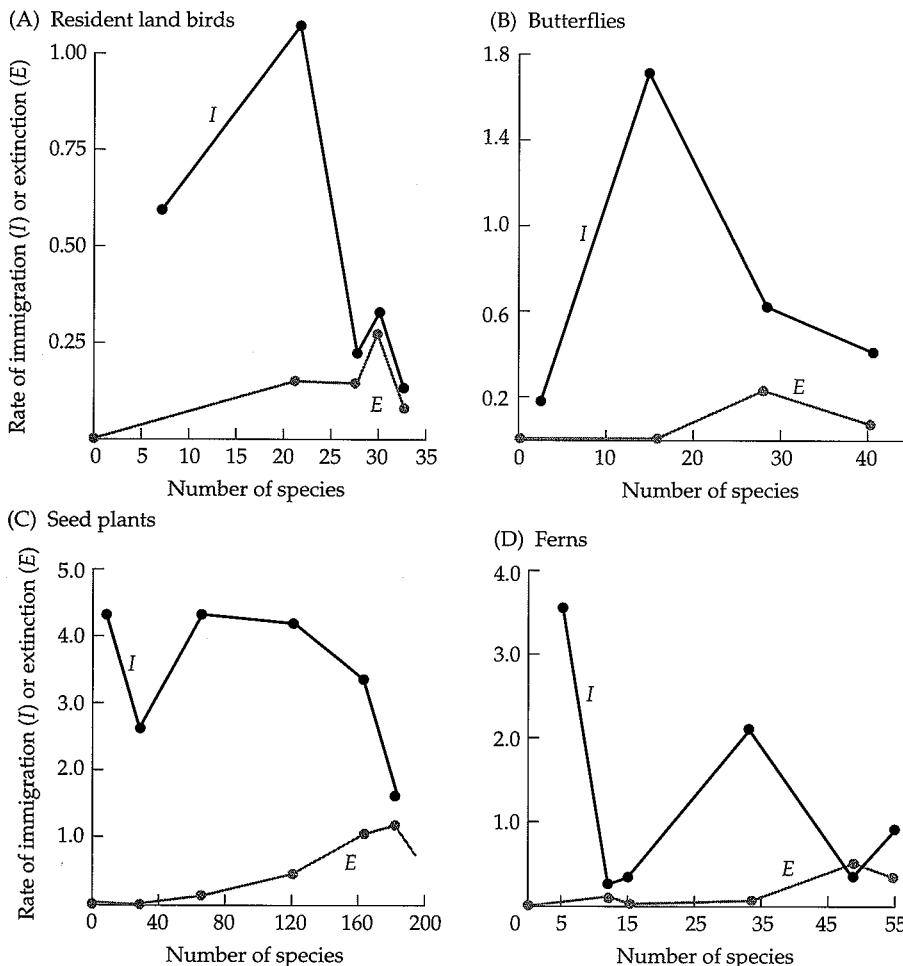 (A) Resident land birds
Rate of immigration (I) or extinction (E)
1.00
0.75
0.50
0.25
I
E
0 5 10 15 20 25 30 35
Number of species
(B) Butterflies
1.8
1.4
1.0
0.6
0.2
I
E
0 10 20 30 40
Number of species
(C) Seed plants
Rate of immigration (I) or extinction (E)
5.0
4.0
3.0
2.0
1.0
I
E
0 40 80 120 160 200
Number of species
(D) Ferns
4.0
3.0
2.0
1.0
I
E
0 5 15 25 35 45 55
Number of species